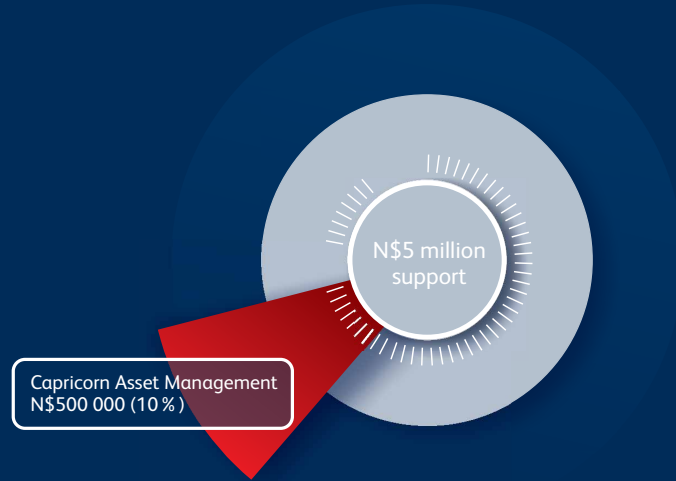 N$5 million
support
Capricorn Asset Management
N$500 000 (10 %)